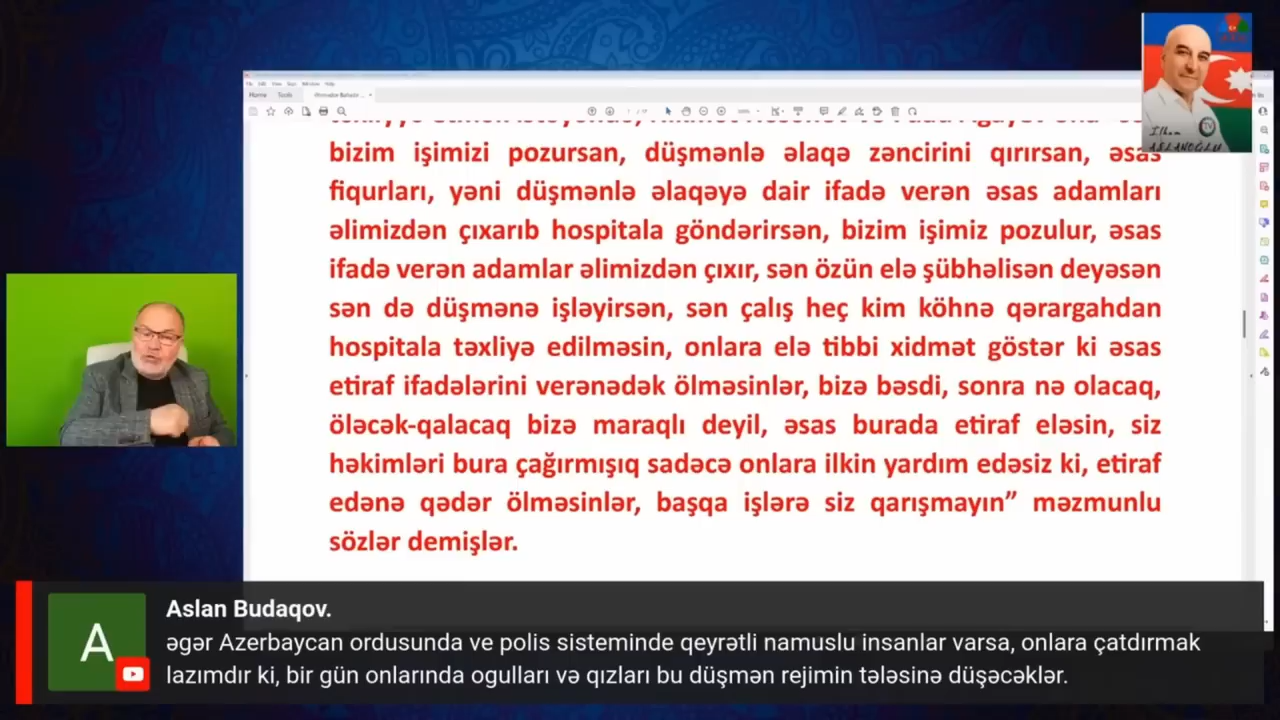 Home Tools
bizim işimizi pozursan, düşmənlə əlaqə zəncirini qırırsan, əsas
fiqurları, yəni düşmənlə əlaqəyə dair ifadə verən əsas adamları
əlimizdən çıxarıb hospitala göndərirsən, bizim işimiz pozulur, əsas
ifadə verən adamlar əlimizdən çıxır, sən özün elə şübhəlisən deyəsən
sən də düşmənə işləyirsən, sən çalış heç kim köhnə qərargahdan
hospitala təxliyə edilməsin, onlara elə tibbi xidmət göstər ki əsas
etiraf ifadələrini verənədək ölməsinlər, bizə bəsdi, sonra nə olacaq,
öləcək-qalacaq bizə maraqlı deyil, əsas burada etiraf eləsin, siz
həkimləri bura çağırmışıq sadəcə onlara ilkin yardım edəsiz ki, etiraf
edənə qədər ölməsinlər, başqa işlərə siz qarışmayın” məzmunlu
sözlər demişlər.
İlham
TV
ASLANOĞLU
A
Aslan Budaqov.
əgər Azerbaycan ordusunda ve polis sisteminde qeyrətli namuslu insanlar varsa, onlara çatdırmak
lazımdır ki, bir gün onlarında ogulları və qızları bu düşmən rejimin tələsinə düşəcəklər.